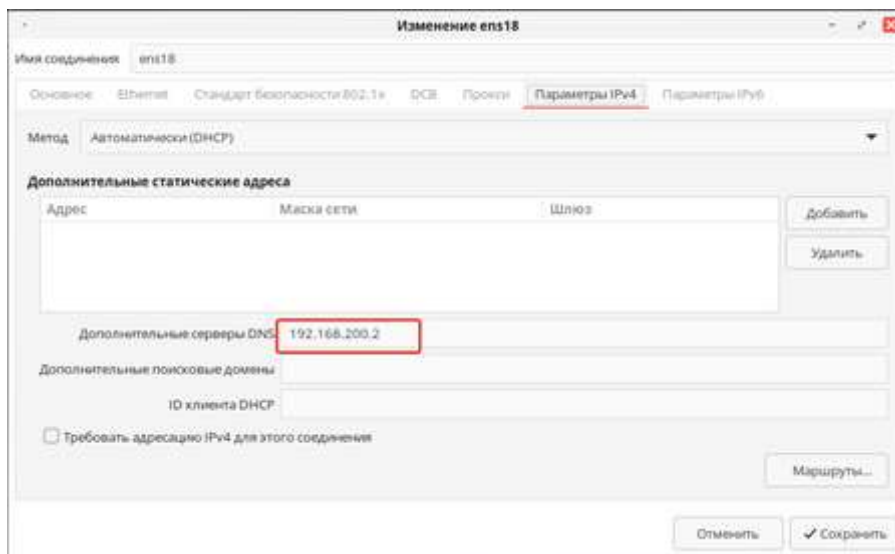 Изменение ens18
Имя соединения ens18
Основное Ethernet Стандарт безопасности 802.1x DCB Прокси Параметры IPv4 Параметры IPv6
Метод Автоматически (DHCP)
Дополнительные статические адреса
Адрес Маска сети Шлюз
Добавить
Удалить
Дополнительные серверы DNS 192.168.200.2
Дополнительные поисковые домены
ID клиента DHCP
Требовать адресацию IPv4 для этого соединения
Маршруты...
Отменить Сохранить